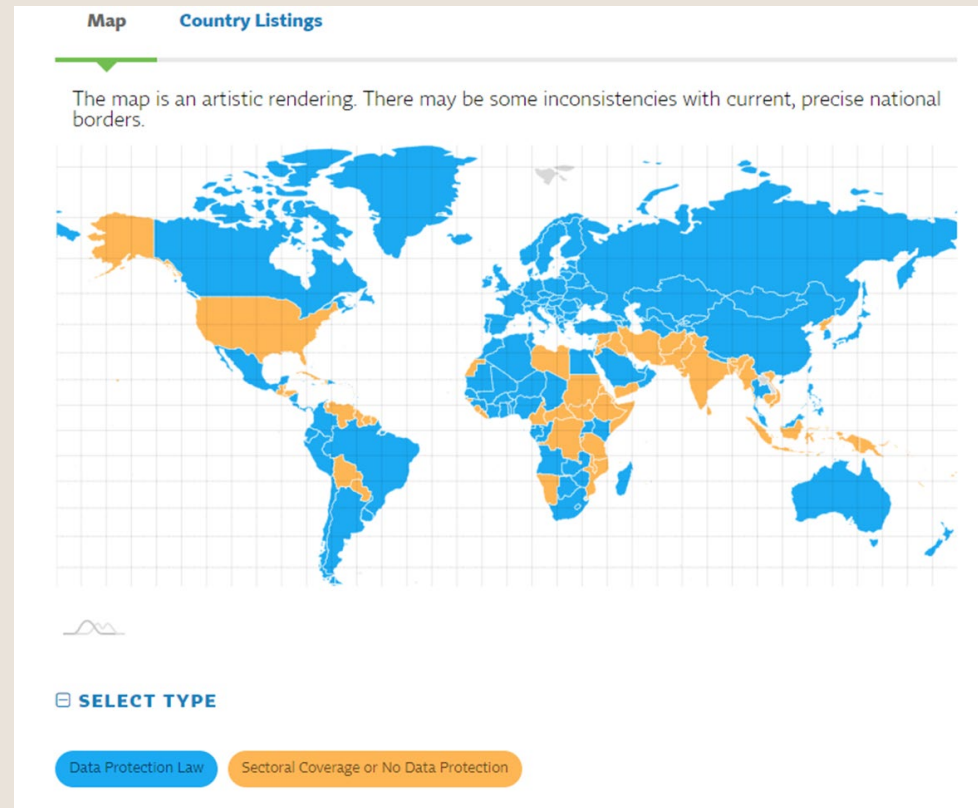 Map
Country Listings
The map is an artistic rendering. There may be some inconsistencies with current, precise national
borders.
SELECT TYPE
Data Protection Law
Sectoral Coverage or No Data Protection